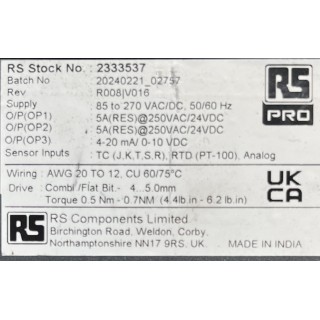 RS Stock No. : 2333537
Batch No : 20240221_02757
Rev : R008|V016
Supply : 85 to 270 VAC/DC, 50/60 Hz
O/P(OP1) : 5A(RES)@250VAC/24VDC
O/P(OP2) : 5A(RES)@250VAC/24VDC
O/P(OP3) : 4-20 mA/ 0-10 VDC
Sensor Inputs : TC (J,K,T,S,R), RTD (PT-100), Analog
RS
PRO
Wiring : AWG 20 TO 12, CU 60/75°C
Drive : Combi/Flat Bit - 4...5.0mm
Torque 0.5 Nm - 0.7NM (4.4lb.in - 6.2 lb.in)
UK
CA
RS
RS Components Limited
Birchington Road, Weldon, Corby,
Northamptonshire NN17 9RS, UK.
MADE IN INDIA